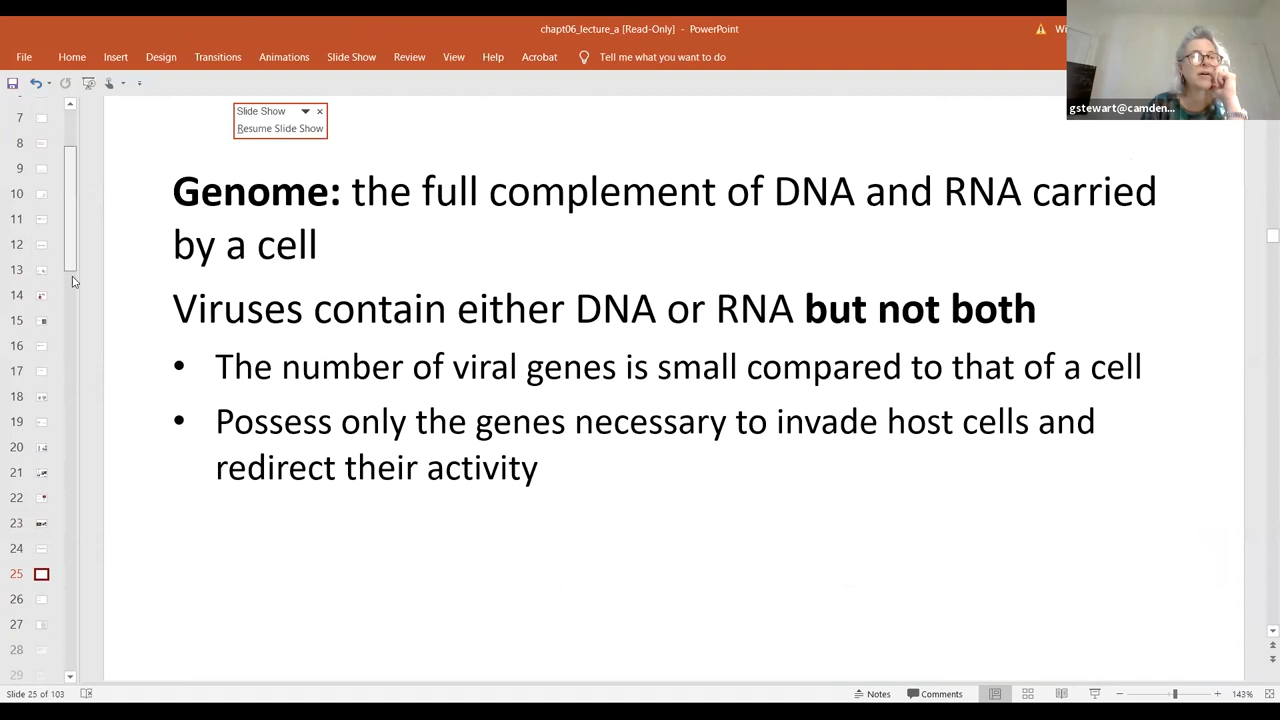 chapt06_lecture_a [Read-Only] - PowerPoint
File Home Insert Design Transitions Animations Slide Show Review View Help Acrobat Tell me what you want to do
gstewart@camden...
Slide Show
Resume Slide Show
Genome: the full complement of DNA and RNA carried
by a cell
Viruses contain either DNA or RNA but not both
• The number of viral genes is small compared to that of a cell
• Possess only the genes necessary to invade host cells and
redirect their activity
7
8
9
10
11
12
13
14
15
16
17
18
19
20
21
22
23
24
25
26
27
28
29
Slide 25 of 103
Notes Comments 143%